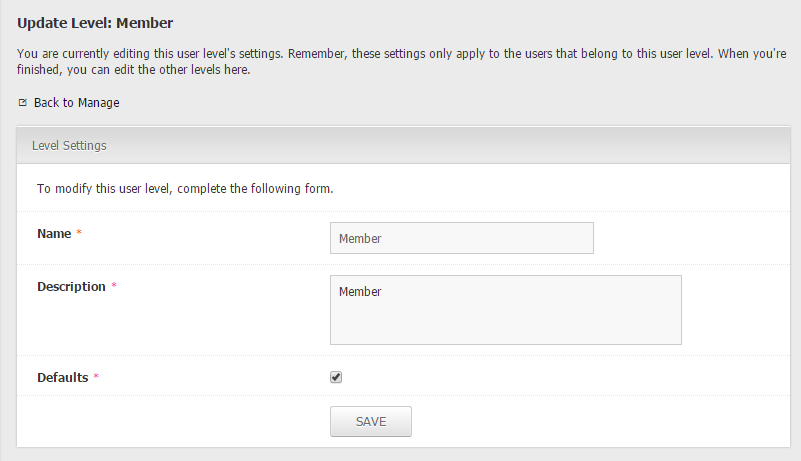 Update Level: Member
You are currently editing this user level's settings. Remember, these settings only apply to the users that belong to this user level. When you're
finished, you can edit the other levels here.
Back to Manage
Level Settings
To modify this user level, complete the following form.
Name *
Member
Description *
Member
Defaults *
SAVE